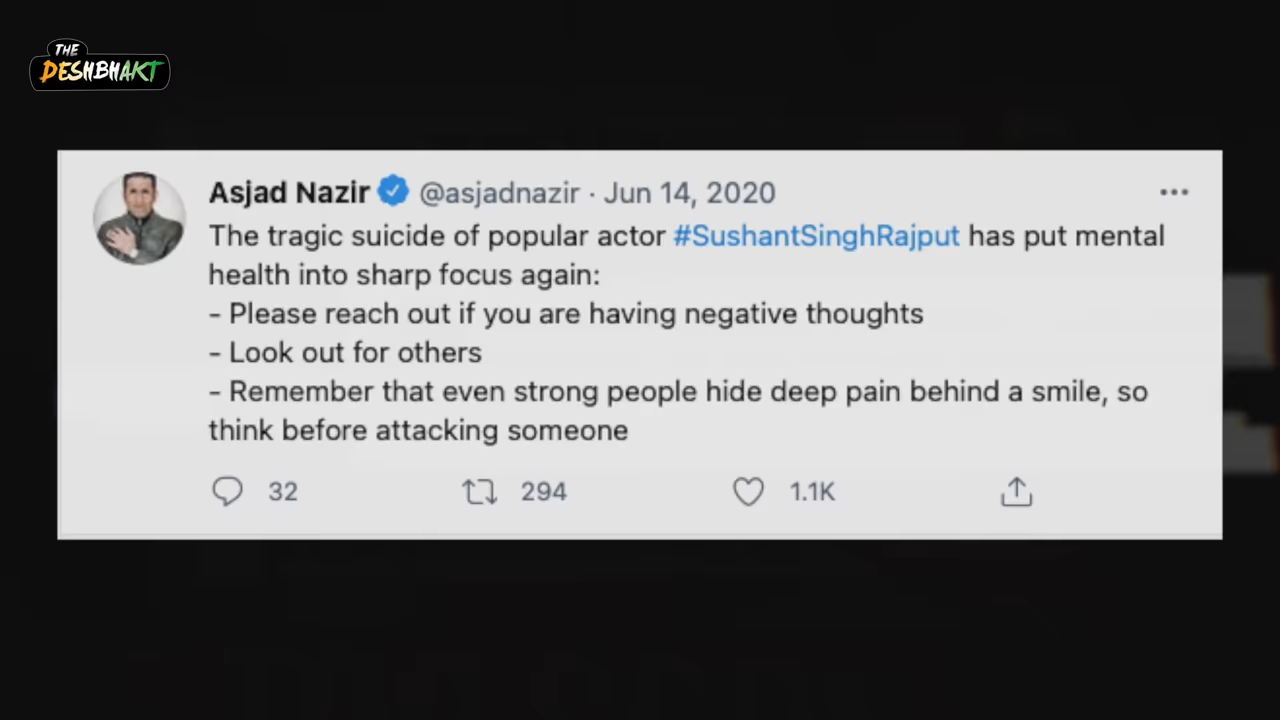 THE
DESHBHAKT
Asjad Nazir @asjadnazir · Jun 14, 2020
The tragic suicide of popular actor #SushantSinghRajput has put mental
health into sharp focus again:
- Please reach out if you are having negative thoughts
- Look out for others
- Remember that even strong people hide deep pain behind a smile, so
think before attacking someone
32 294 1.1K